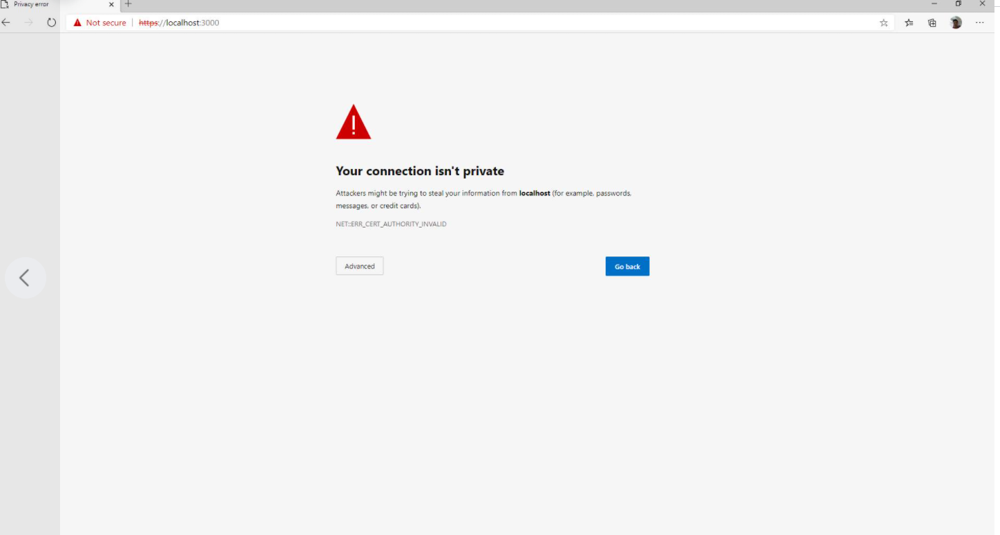 Privacy error
Not secure | https://localhost:3000
Your connection isn't private
Attackers might be trying to steal your information from localhost (for example, passwords,
messages, or credit cards).
NET::ERR_CERT_AUTHORITY_INVALID
Advanced
Go back